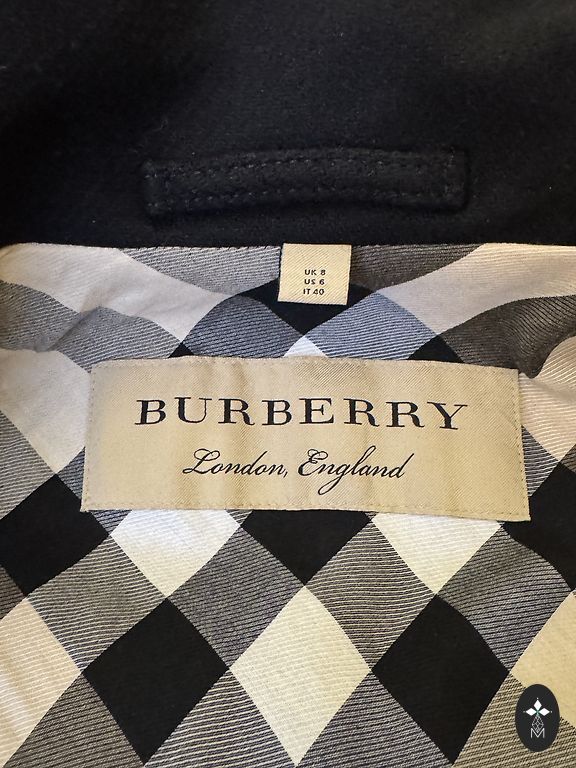 UK 8
US 6
IT 40
BURBERRY
London, England
M